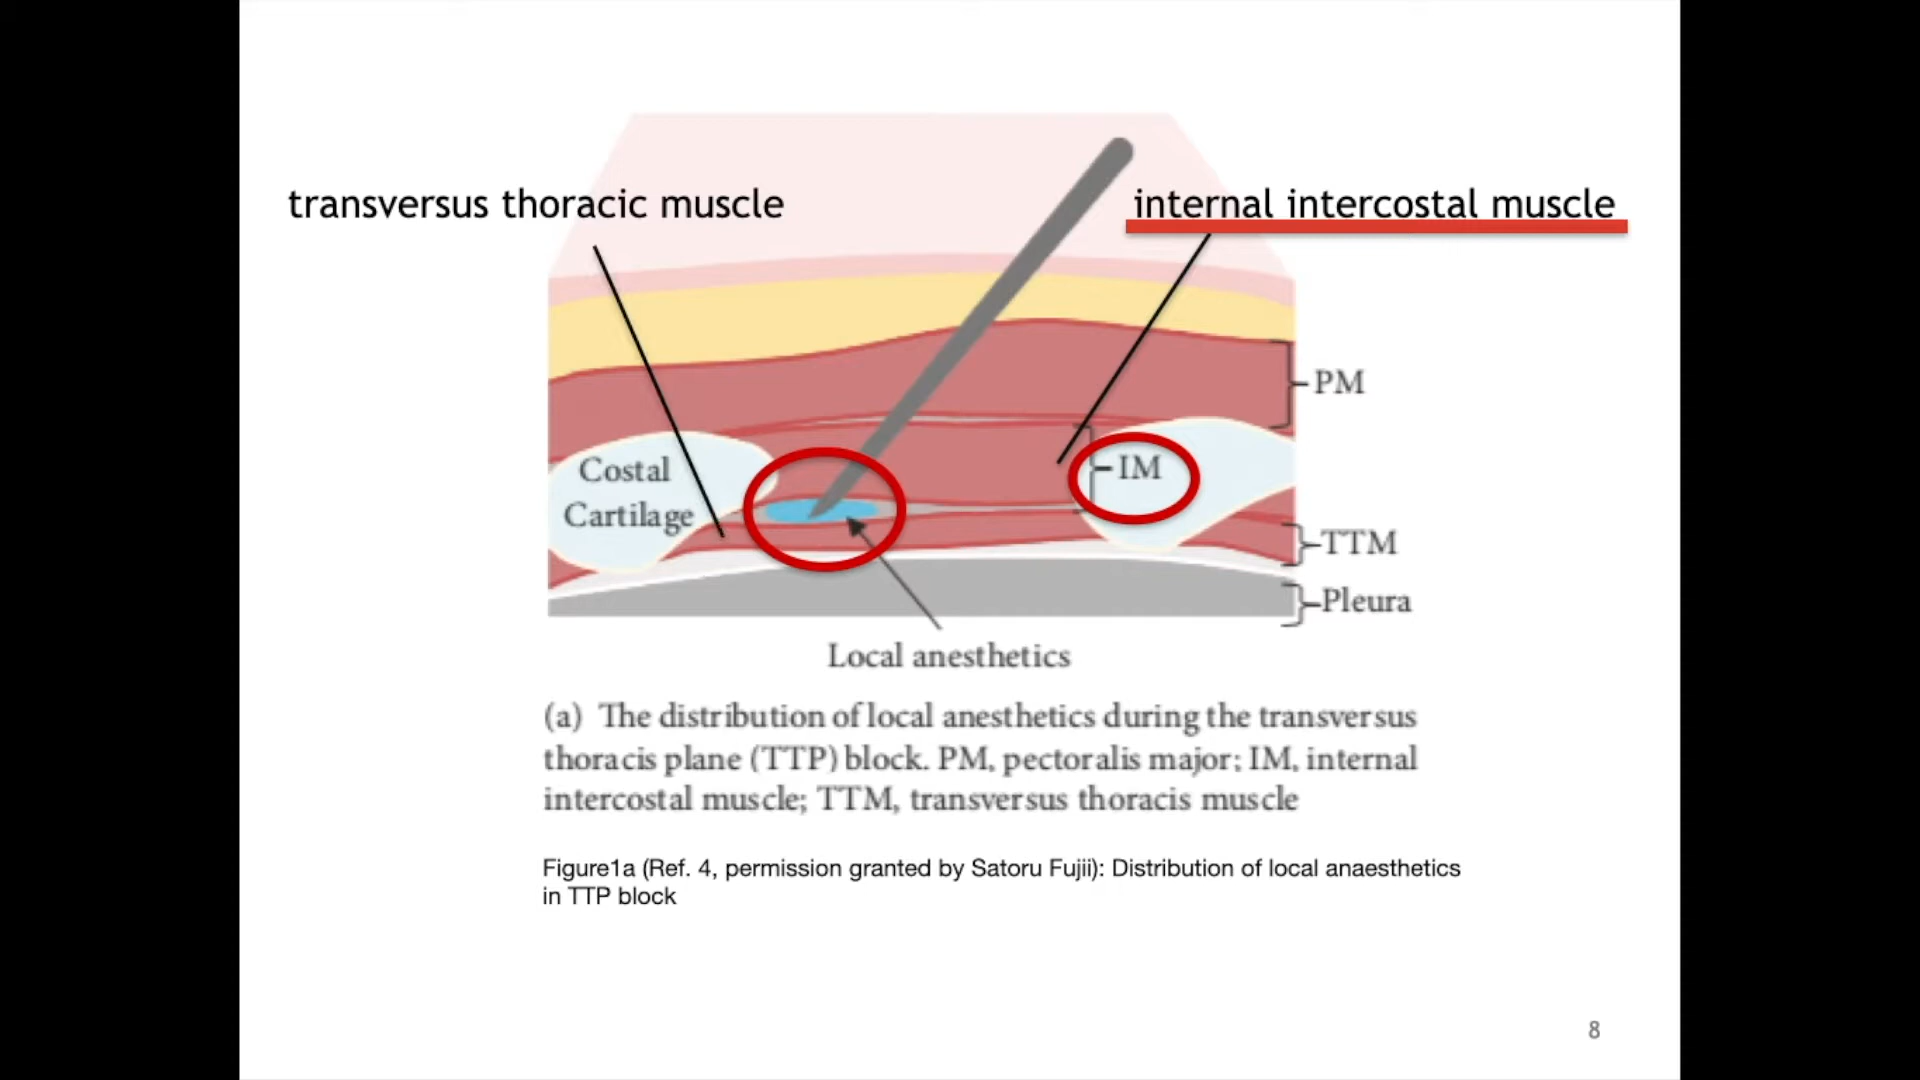 transversus thoracic muscle
internal intercostal muscle
PM
Costal
Cartilage
IM
TTM
Pleura
Local anesthetics
(a) The distribution of local anesthetics during the transversus
thoracis plane (TTP) block. PM, pectoralis major; IM, internal
intercostal muscle; TTM, transversus thoracis muscle
Figure1a (Ref. 4, permission granted by Satoru Fujii): Distribution of local anaesthetics
in TTP block
8